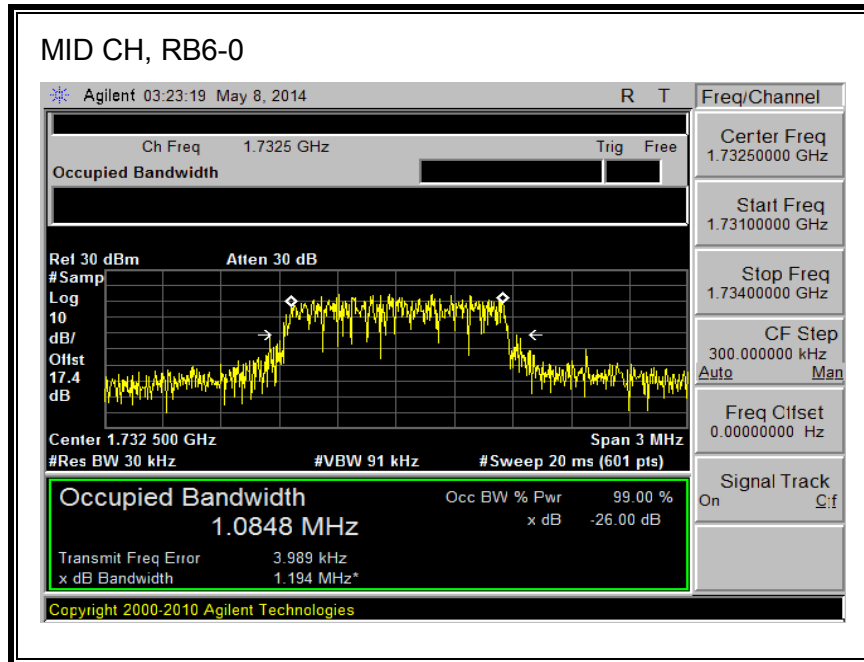 MID CH, RB6-0
Agilent 03:23:19 May 8, 2014 R T
Freq/Channel
Ch Freq 1.7325 GHz Trig Free
Occupied Bandwidth
Center Freq
1.73250000 GHz
Start Freq
1.73100000 GHz
Stop Freq
1.73400000 GHz
CF Step
300.000000 kHz
Auto Man
Freq Offset
0.00000000 Hz
Signal Track
On Off
Ref 30 dBm Atten 30 dB
#Samp
Log
10
dB/
Offst
17.4
dB
Center 1.732 500 GHz Span 3 MHz
#Res BW 30 kHz #VBW 91 kHz #Sweep 20 ms (601 pts)
Occupied Bandwidth Occ BW % Pwr 99.00 %
1.0848 MHz x dB -26.00 dB
Transmit Freq Error 3.989 kHz
x dB Bandwidth 1.194 MHz*
Copyright 2000-2010 Agilent Technologies